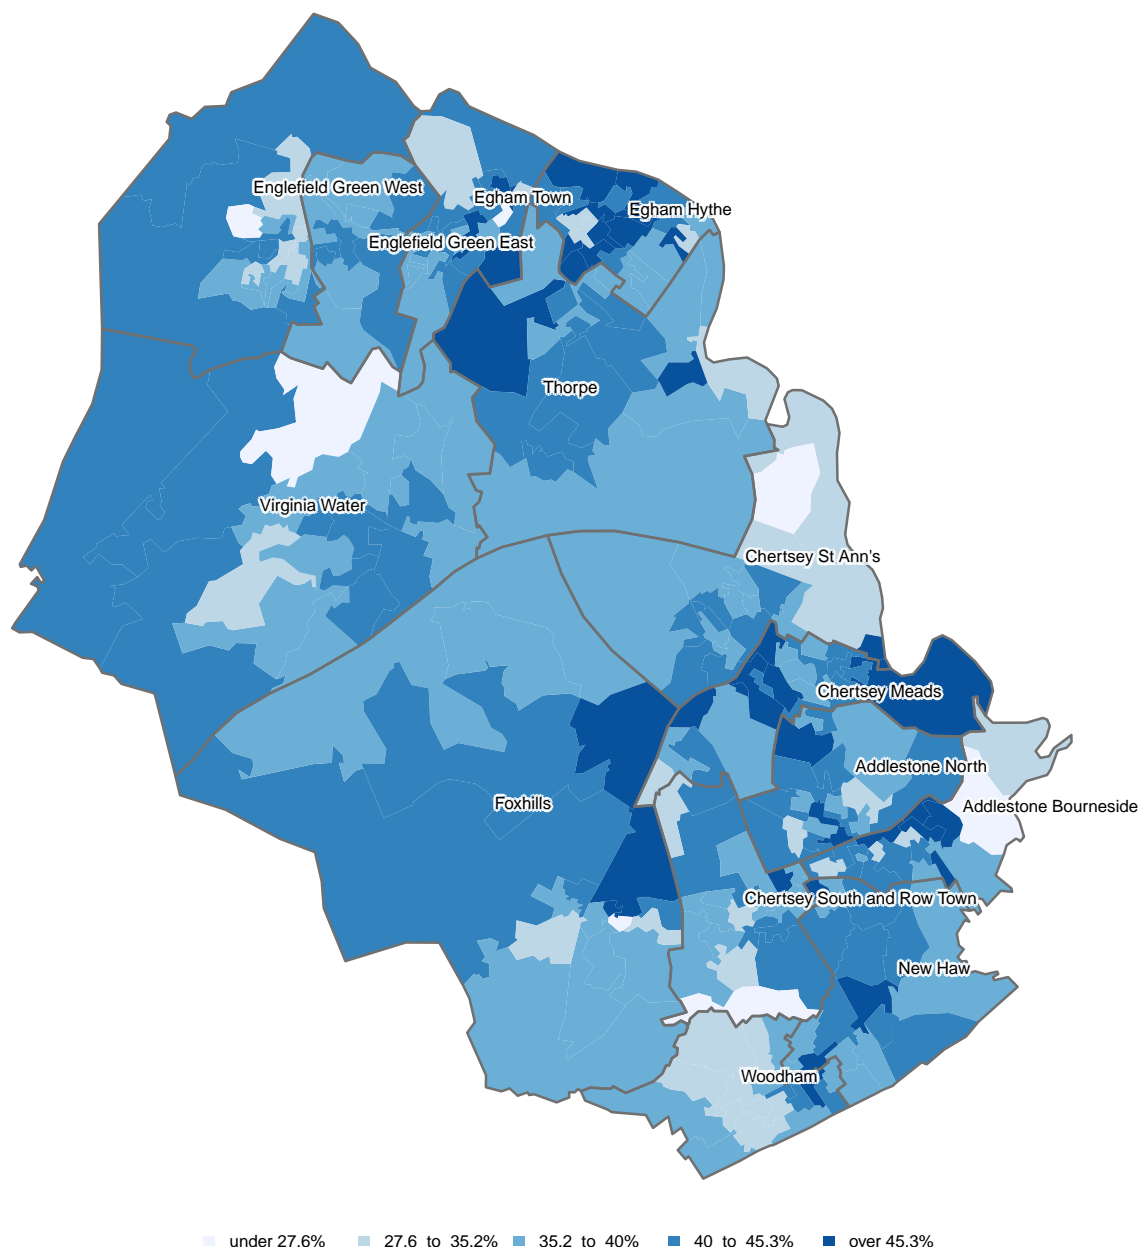 Englefield Green West
Egham Town
Egham Hythe
Englefield Green East
Thorpe
Virginia Water
Chertsey St Ann's
Chertsey Meads
Addlestone North
Foxhills
Addlestone Bourneside
Chertsey South and Row Town
New Haw
Woodham
under 27.6% 27.6 to 35.2% 35.2 to 40% 40 to 45.3% over 45.3%